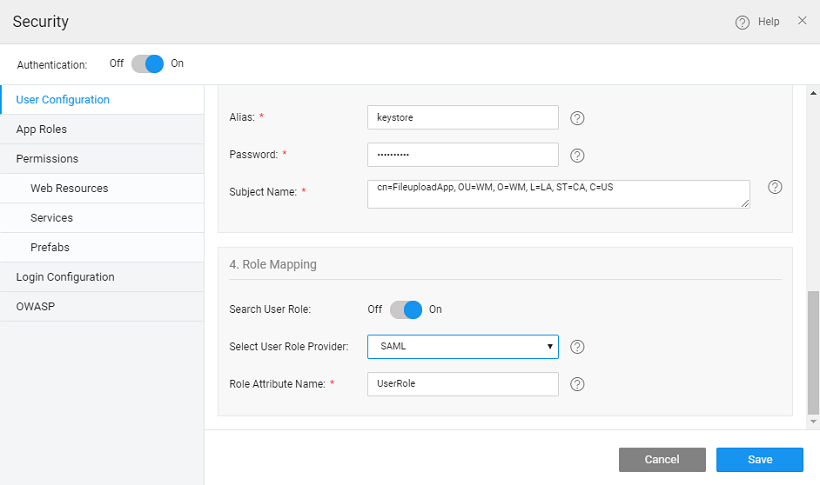 Security
Help
Authentication: Off On
User Configuration
App Roles
Permissions
Web Resources
Services
Prefabs
Login Configuration
OWASP
Alias: * keystore
Password: * ••••••••••
Subject Name: * cn=FileuploadApp, OU=WM, O=WM, L=LA, ST=CA, C=US
4. Role Mapping
Search User Role: Off On
Select User Role Provider: SAML
Role Attribute Name: * UserRole
Cancel Save